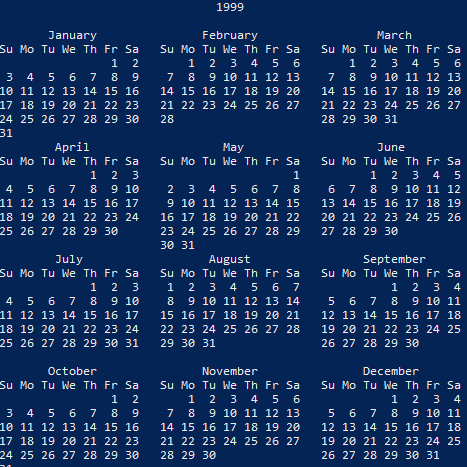 1999
January February March
Su Mo Tu We Th Fr Sa Su Mo Tu We Th Fr Sa Su Mo Tu We Th Fr Sa
1 2 1 2 3 4 5 6 1 2 3 4 5 6
3 4 5 6 7 8 9 7 8 9 10 11 12 13 7 8 9 10 11 12 13
10 11 12 13 14 15 16 14 15 16 17 18 19 20 14 15 16 17 18 19 20
17 18 19 20 21 22 23 21 22 23 24 25 26 27 21 22 23 24 25 26 27
24 25 26 27 28 29 30 28 28 29 30 31
31
April May June
Su Mo Tu We Th Fr Sa Su Mo Tu We Th Fr Sa Su Mo Tu We Th Fr Sa
1 2 3 1 1 2 3 4 5
4 5 6 7 8 9 10 2 3 4 5 6 7 8 6 7 8 9 10 11 12
11 12 13 14 15 16 17 9 10 11 12 13 14 15 13 14 15 16 17 18 19
18 19 20 21 22 23 24 16 17 18 19 20 21 22 20 21 22 23 24 25 26
25 26 27 28 29 30 23 24 25 26 27 28 29 27 28 29 30
30 31
July August September
Su Mo Tu We Th Fr Sa Su Mo Tu We Th Fr Sa Su Mo Tu We Th Fr Sa
1 2 3 1 2 3 4 5 6 7 1 2 3 4
4 5 6 7 8 9 10 8 9 10 11 12 13 14 5 6 7 8 9 10 11
11 12 13 14 15 16 17 15 16 17 18 19 20 21 12 13 14 15 16 17 18
18 19 20 21 22 23 24 22 23 24 25 26 27 28 19 20 21 22 23 24 25
25 26 27 28 29 30 31 29 30 31 26 27 28 29 30
October November December
Su Mo Tu We Th Fr Sa Su Mo Tu We Th Fr Sa Su Mo Tu We Th Fr Sa
1 2 1 2 3 4 5 6 1 2 3 4
3 4 5 6 7 8 9 7 8 9 10 11 12 13 5 6 7 8 9 10 11
10 11 12 13 14 15 16 14 15 16 17 18 19 20 12 13 14 15 16 17 18
17 18 19 20 21 22 23 21 22 23 24 25 26 27 19 20 21 22 23 24 25
24 25 26 27 28 29 30 28 29 30 26 27 28 29 30 31